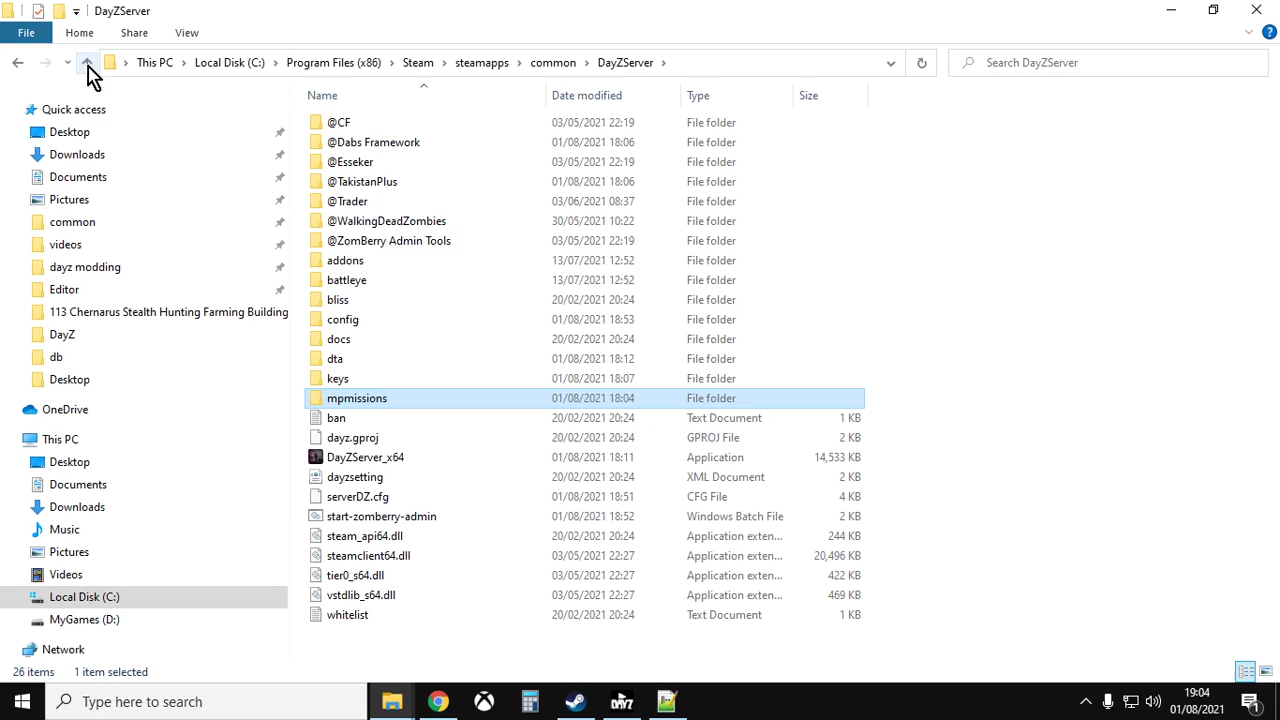 DayZServer
File Home Share View
This PC Local Disk (C:) Program Files (x86) Steam steamapps common DayZServer Search DayZServer
Name Date modified Type Size
Quick access
Desktop
Downloads
Documents
Pictures
common
videos
dayz modding
Editor
113 Chernarus Stealth Hunting Farming Building
DayZ
db
Desktop
OneDrive
This PC
Desktop
Documents
Downloads
Music
Pictures
Videos
Local Disk (C:)
MyGames (D:)
Network
@CF 03/05/2021 22:19 File folder
@Dabs Framework 01/08/2021 18:06 File folder
@Esseker 03/05/2021 22:19 File folder
@TakistanPlus 01/08/2021 18:06 File folder
@Trader 03/06/2021 08:37 File folder
@WalkingDeadZombies 30/05/2021 10:22 File folder
@ZomBerry Admin Tools 03/05/2021 22:19 File folder
addons 13/07/2021 12:52 File folder
battleye 13/07/2021 12:52 File folder
bliss 20/02/2021 20:24 File folder
config 01/08/2021 18:53 File folder
docs 20/02/2021 20:24 File folder
dta 01/08/2021 18:12 File folder
keys 01/08/2021 18:07 File folder
mpmissions 01/08/2021 18:04 File folder
ban 20/02/2021 20:24 Text Document 1 KB
dayz.gproj 20/02/2021 20:24 GPROJ File 2 KB
DayZServer_x64 01/08/2021 18:11 Application 14,533 KB
dayzsetting 20/02/2021 20:24 XML Document 2 KB
serverDZ.cfg 01/08/2021 18:51 CFG File 4 KB
start-zomberry-admin 01/08/2021 18:52 Windows Batch File 2 KB
steam_api64.dll 20/02/2021 20:24 Application exten... 244 KB
steamclient64.dll 03/05/2021 22:27 Application exten... 20,496 KB
tier0_s64.dll 03/05/2021 22:27 Application exten... 422 KB
vstdlib_s64.dll 03/05/2021 22:27 Application exten... 469 KB
whitelist 20/02/2021 20:24 Text Document 1 KB
26 items 1 item selected
Type here to search
19:04
01/08/2021
1